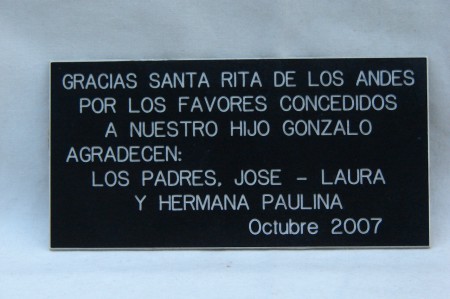 GRACIAS SANTA RITA DE LOS ANDES
POR LOS FAVORES CONCEDIDOS
A NUESTRO HIJO GONZALO
AGRADECEN:
LOS PADRES, JOSE – LAURA
Y HERMANA PAULINA
Octubre 2007